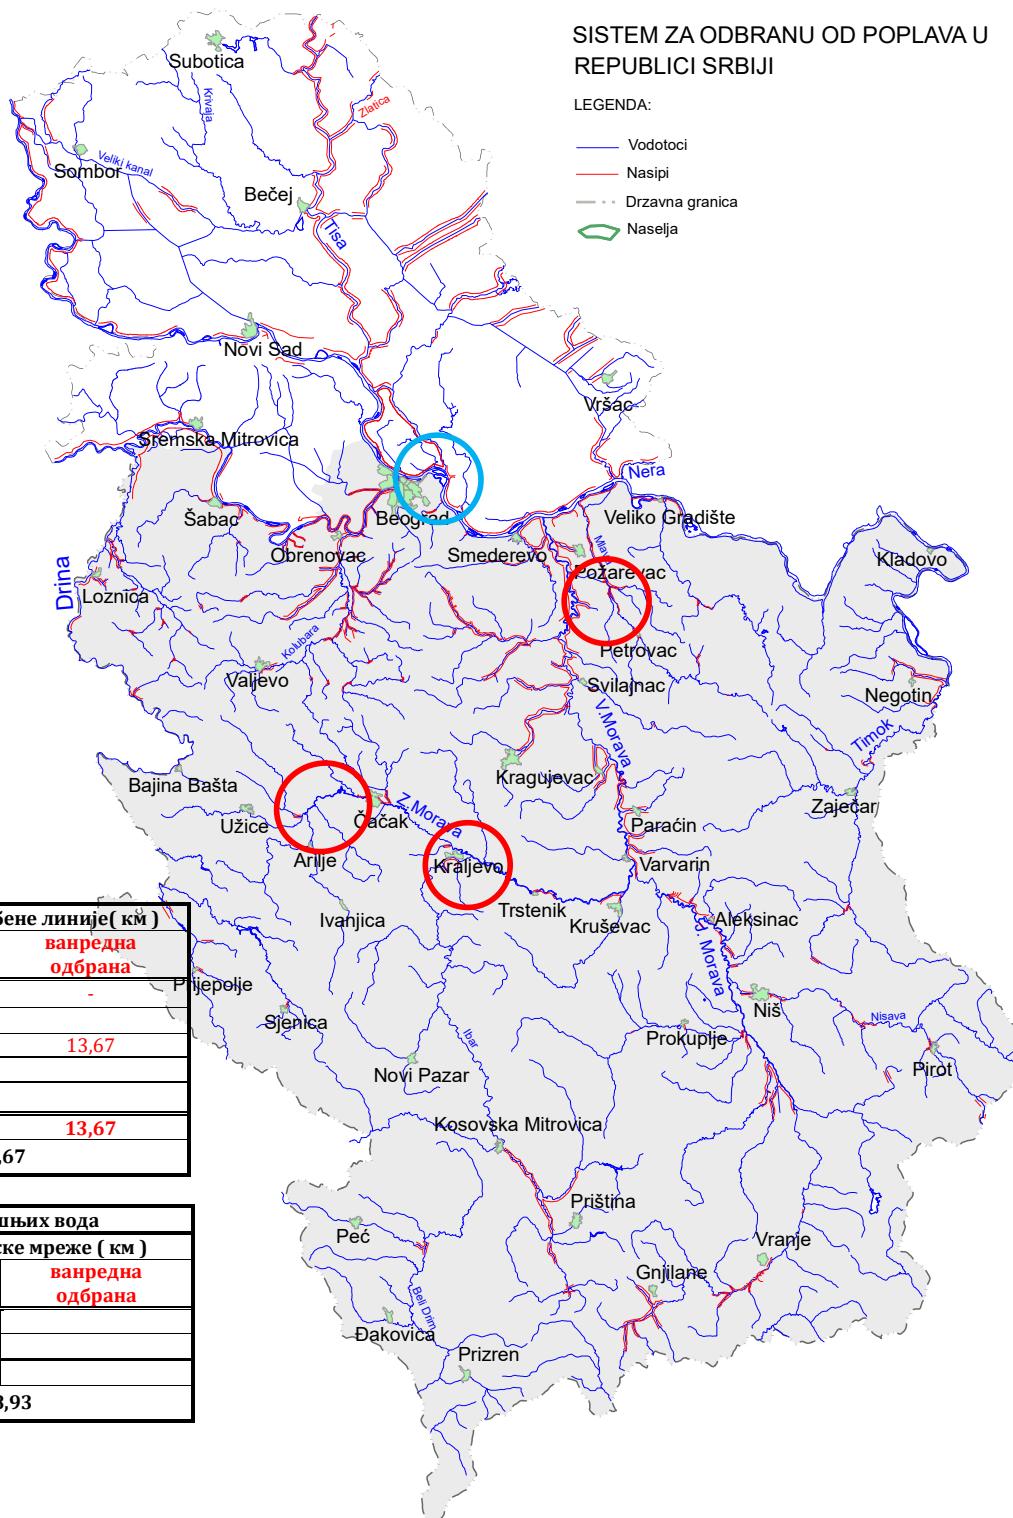 SISTEM ZA ODBRANU OD POPLAVA U
REPUBLICI SRBIJI
LEGENDA:
Vodotoci
Nasipi
Drzavna granica
Naselja
Subotica
Krivaja
Zlatica
Sombor
Veliki kanal
Bečej
Tisa
Novi Sad
Vršac
Sremska Mitrovica
Nera
Šabac
Beograd
Veliko Gradište
Obrenovac
Smederevo
Kladovo
Drina
Loznica
Požarevac
Kolubara
Petrovac
Valjevo
Svilajnac
Negotin
V.Morava
Timok
Bajina Bašta
Kragujevac
Zaječar
Užice
Čačak
Z.Morava
Paraćin
Arilje
Kraljevo
Varvarin
Ivanjica
Trstenik
Kruševac
Aleksinac
J. Morava
бене линије( км )
ванредна
одбрана
-
13,67
13,67
,67
Prijepolje
Sjenica
Niš
Nisava
Ibar
Prokuplje
Pirot
Novi Pazar
Kosovska Mitrovica
Priština
Peć
Vranje
Gnjilane
Beli Drim
Đakovica
Prizren
шњих вода
ске мреже ( км )
ванредна
одбрана
8,93